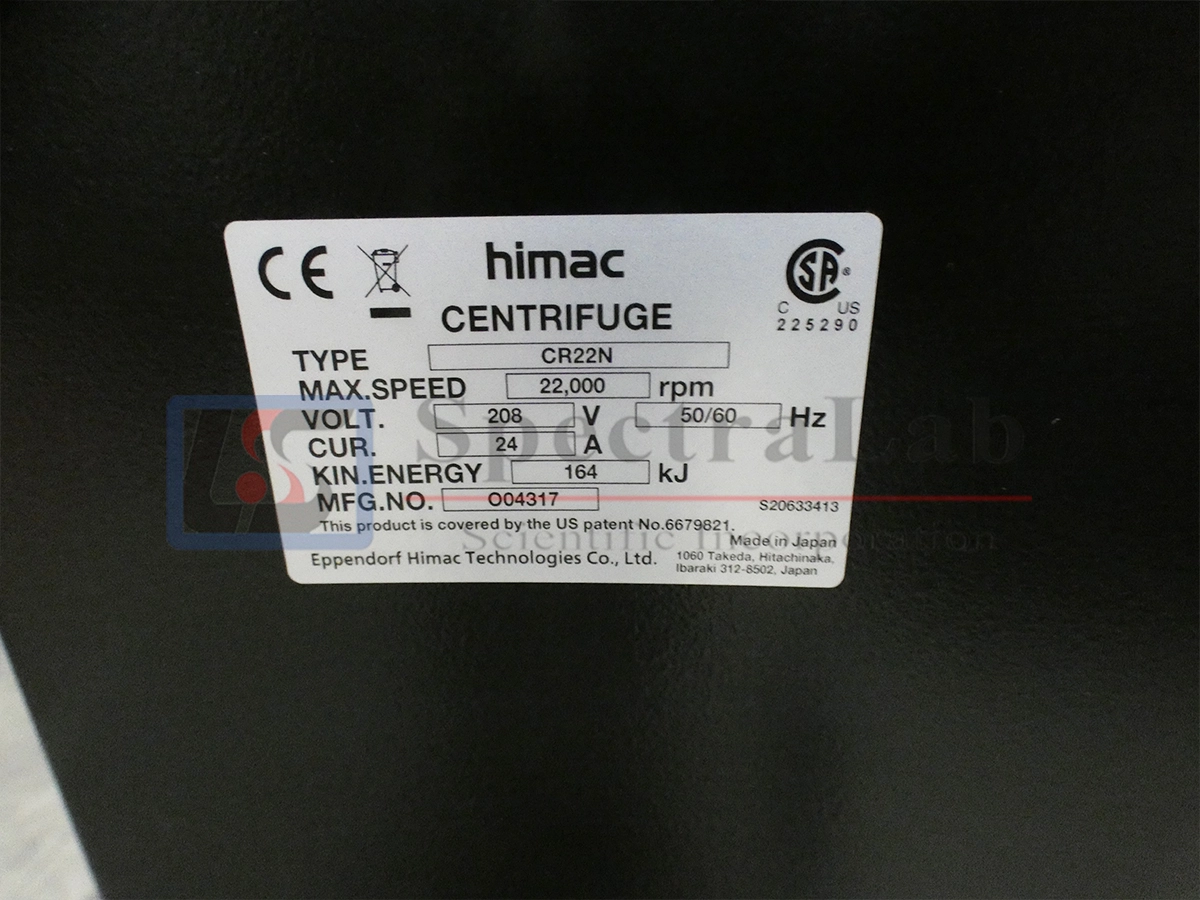 CE
himac
CSA®
C US
225290
CENTRIFUGE
TYPE CR22N
MAX.SPEED 22,000 rpm
VOLT. 208 V 50/60 Hz
CUR. 24 A
KIN.ENERGY 164 kJ
MFG.NO. O04317
S20633413
This product is covered by the US patent No.6679821.
Made in Japan
Eppendorf Himac Technologies Co., Ltd.
1060 Takeda, Hitachinaka,
Ibaraki 312-8502, Japan
SpectraLab
Scientific Incorporation